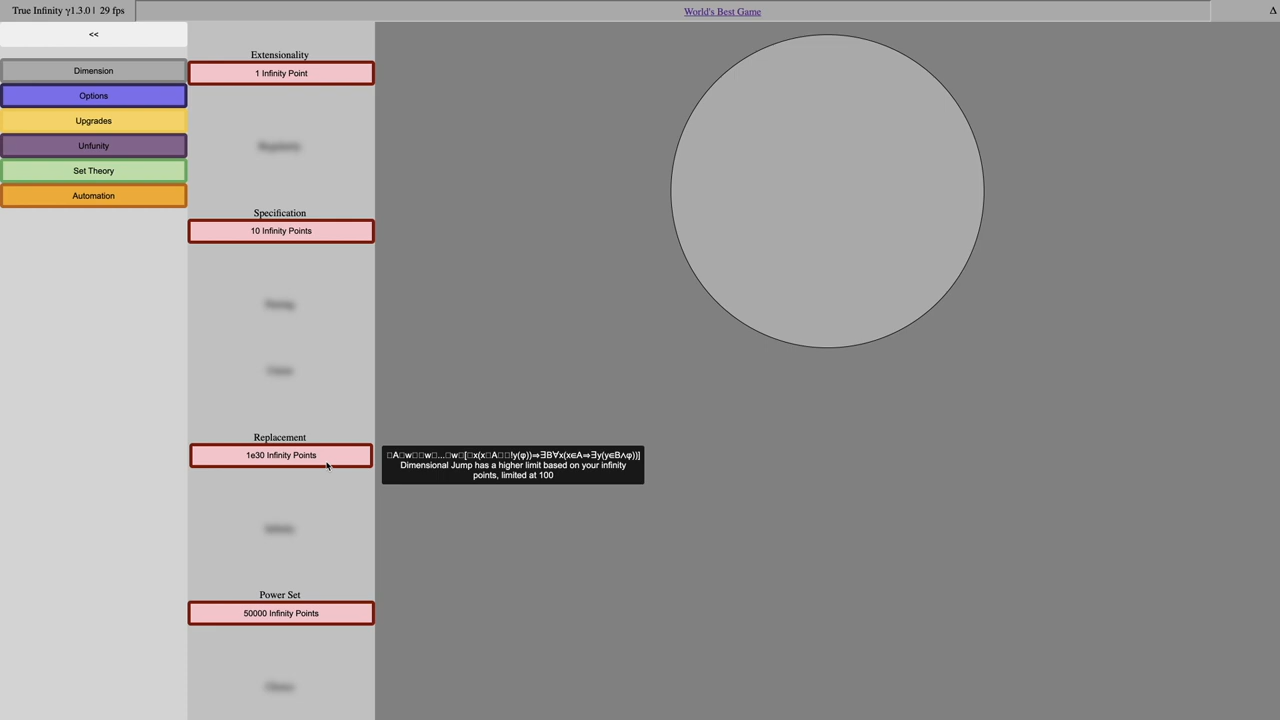 True Infinity γ1.3.0 | 29 fps
World's Best Game
Δ
<<
Dimension
Options
Upgrades
Unfunity
Set Theory
Automation
Extensionality
1 Infinity Point
Specification
10 Infinity Points
Replacement
1e30 Infinity Points
□A□w□□w□...□w□[□x(x□A□□!y(φ))⇒∃B∀x(x∈A⇒∃y(y∈B∧φ))]
Dimensional Jump has a higher limit based on your infinity
points, limited at 100
Power Set
50000 Infinity Points